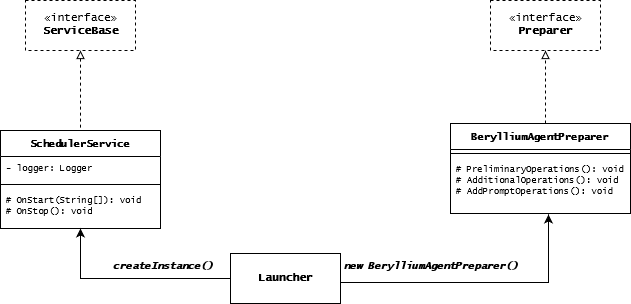 «interface»
ServiceBase
«interface»
Preparer
SchedulerService
- logger: Logger
# OnStart(String[]): void
# OnStop(): void
BerylliumAgentPreparer
# PreliminaryOperations(): void
# AdditionalOperations(): void
# AddPromptOperations(): void
createInstance()
Launcher
new BerylliumAgentPreparer()